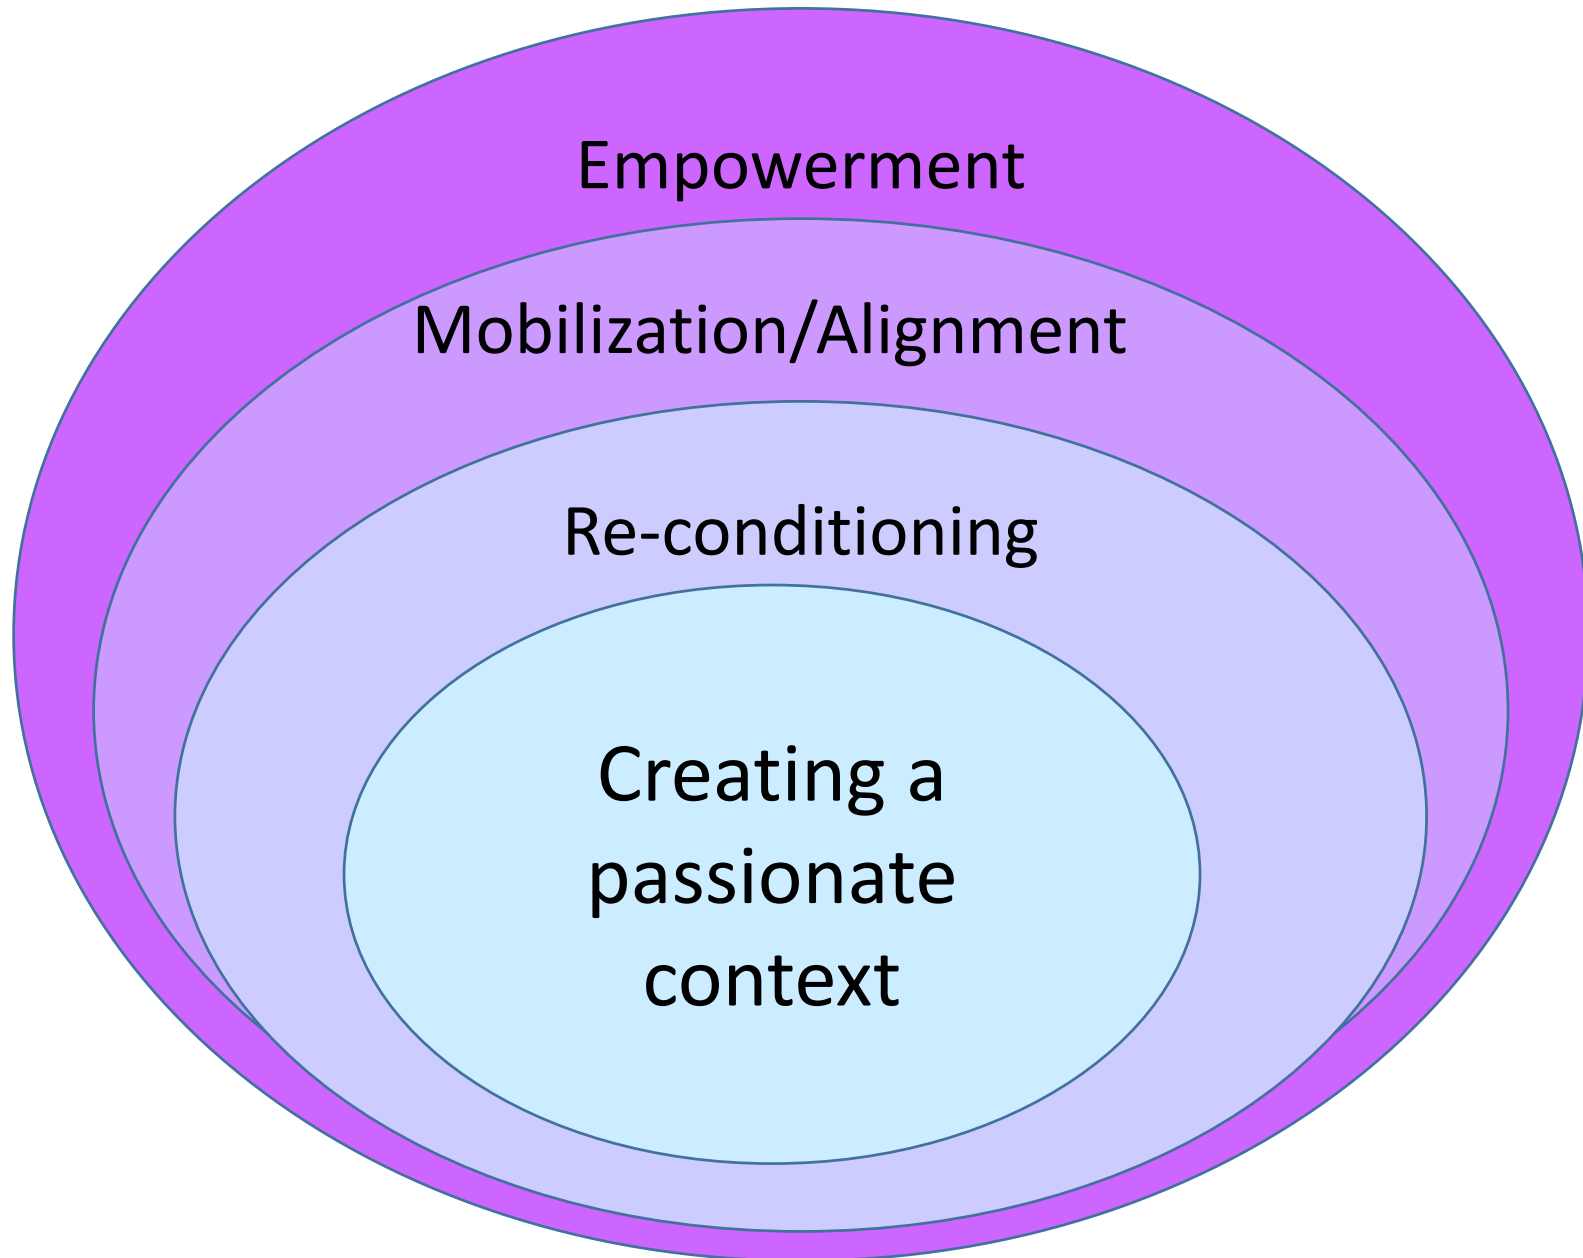 Empowerment
Mobilization/Alignment
Re-conditioning
Creating a
passionate
context